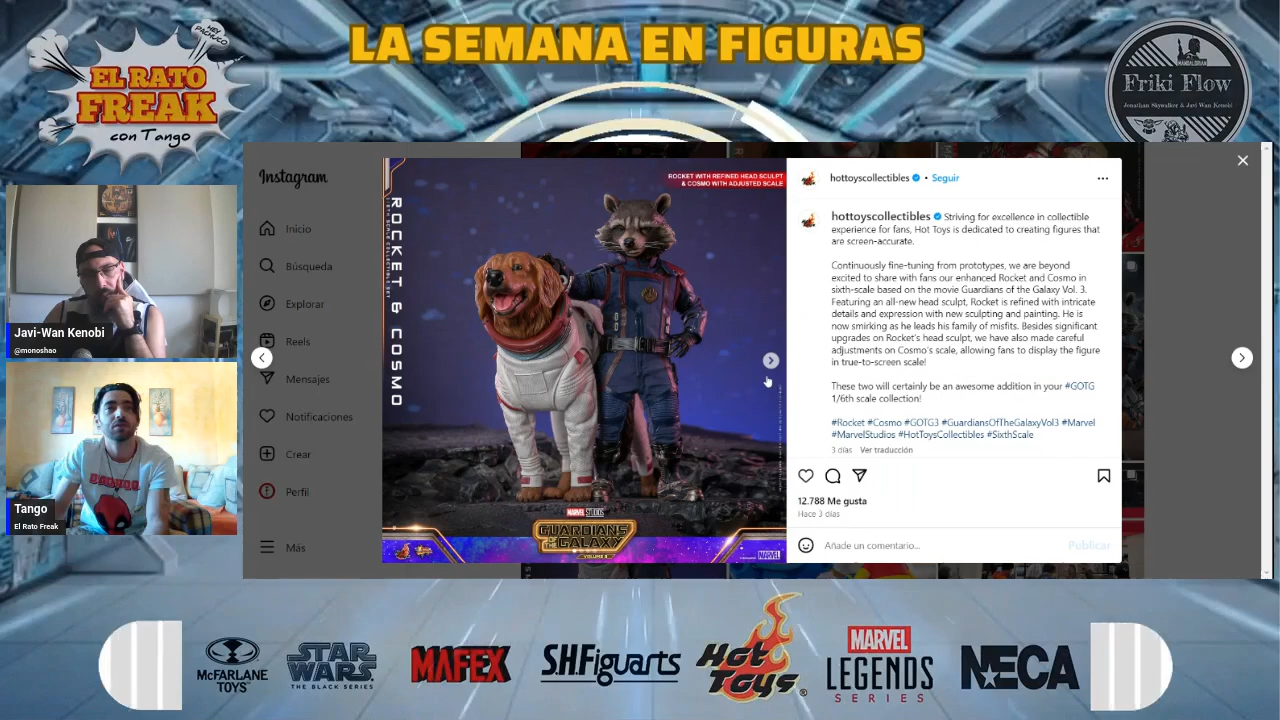 LA SEMANA EN FIGURAS
HEY PACHUCO
EL RATO
FREAK
con Tango
MANDALORIAN
Friki Flow
Jonathan Skywalker & Javi Wan Kenobi
Javi-Wan Kenobi
@monoshao
Tango
El Rato Freak
Instagram
Inicio
Búsqueda
Explorar
Reels
Mensajes
Notificaciones
Crear
Perfil
Más
ROCKET WITH REFINED HEAD SCULPT
& COSMO WITH ADJUSTED SCALE
ROCKET & COSMO
MARVEL STUDIOS
GUARDIANS
OF THE GALAXY
VOLUME 3
MARVEL
hottoyscollectibles • Seguir
hottoyscollectibles Striving for excellence in collectible
experience for fans, Hot Toys is dedicated to creating figures that
are screen-accurate.
Continuously fine-tuning from prototypes, we are beyond
excited to share with fans our enhanced Rocket and Cosmo in
sixth-scale based on the movie Guardians of the Galaxy Vol. 3.
Featuring an all-new head sculpt, Rocket is refined with intricate
details and expression with new sculpting and painting. He is
now smirking as he leads his family of misfits. Besides significant
upgrades on Rocket's head sculpt, we have also made careful
adjustments on Cosmo's scale, allowing fans to display the figure
in true-to-screen scale!
These two will certainly be an awesome addition in your #GOTG
1/6th scale collection!
#Rocket #Cosmo #GOTG3 #GuardiansOfTheGalaxyVol3 #Marvel
#MarvelStudios #HotToysCollectibles #SixthScale
3 días Ver traducción
12.788 Me gusta
Hace 3 días
Añade un comentario...
Publicar
McFARLANE
TOYS
STAR
WARS
THE BLACK SERIES
MAFEX
S.H.Figuarts
Hot
Toys
®
MARVEL
LEGENDS
SERIES
NECA